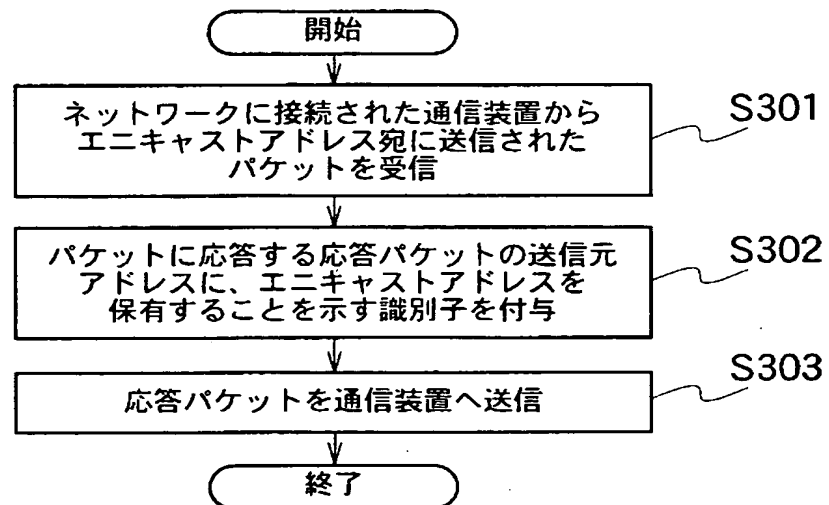 開始
ネットワークに接続された通信装置から
エニキャストアドレス宛に送信された
パケットを受信
S301
パケットに応答する応答パケットの送信元
アドレスに、エニキャストアドレスを
保有することを示す識別子を付与
S302
応答パケットを通信装置へ送信
S303
終了